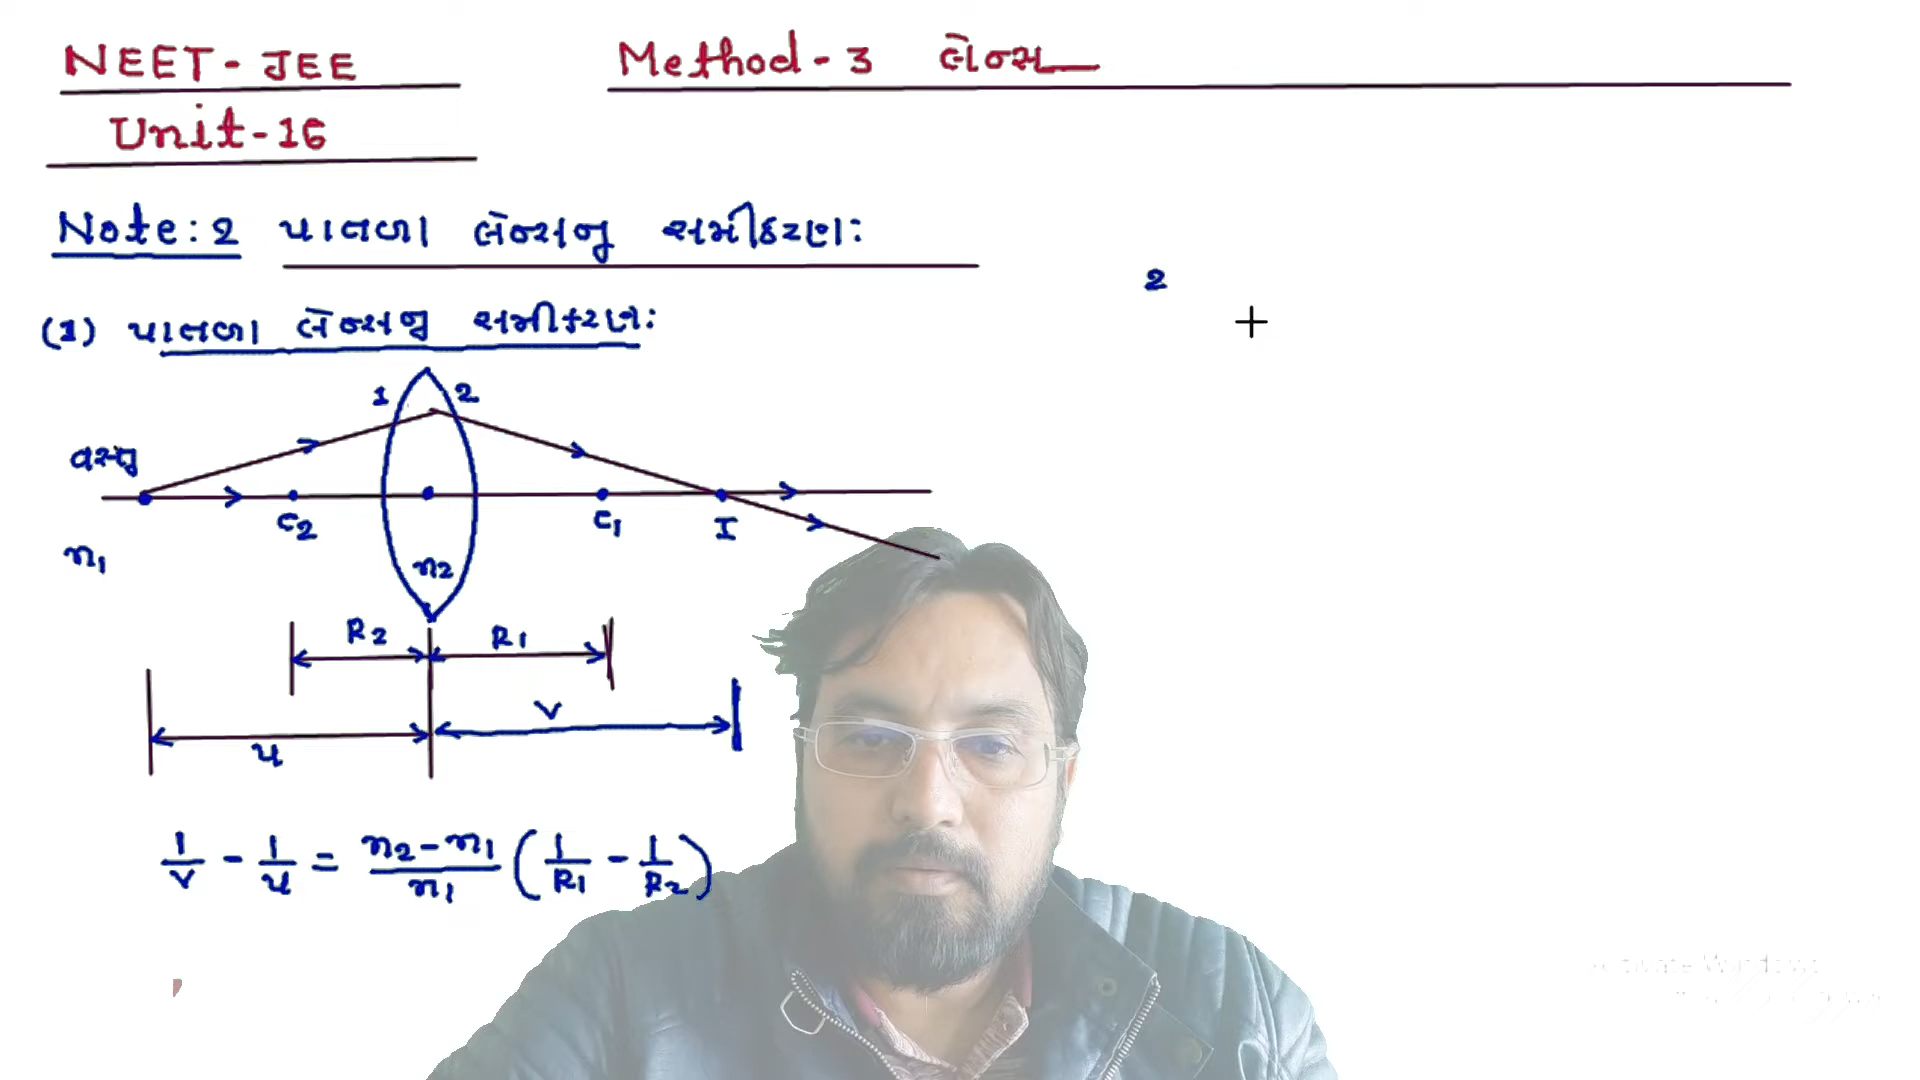 NEET - JEE
Method - 3 લેન્સ
Unit - 16
Note : 2 પાતળા લેન્સનુ સમીકરણ :
2
(1) પાતળા લેન્સનુ સમીકરણ :
1 2
વસ્તુ
C2 C1 I
n1
n2
R2 R1
v
u
1/v - 1/u = n2 - n1/n1 (1/R1 - 1/R2)